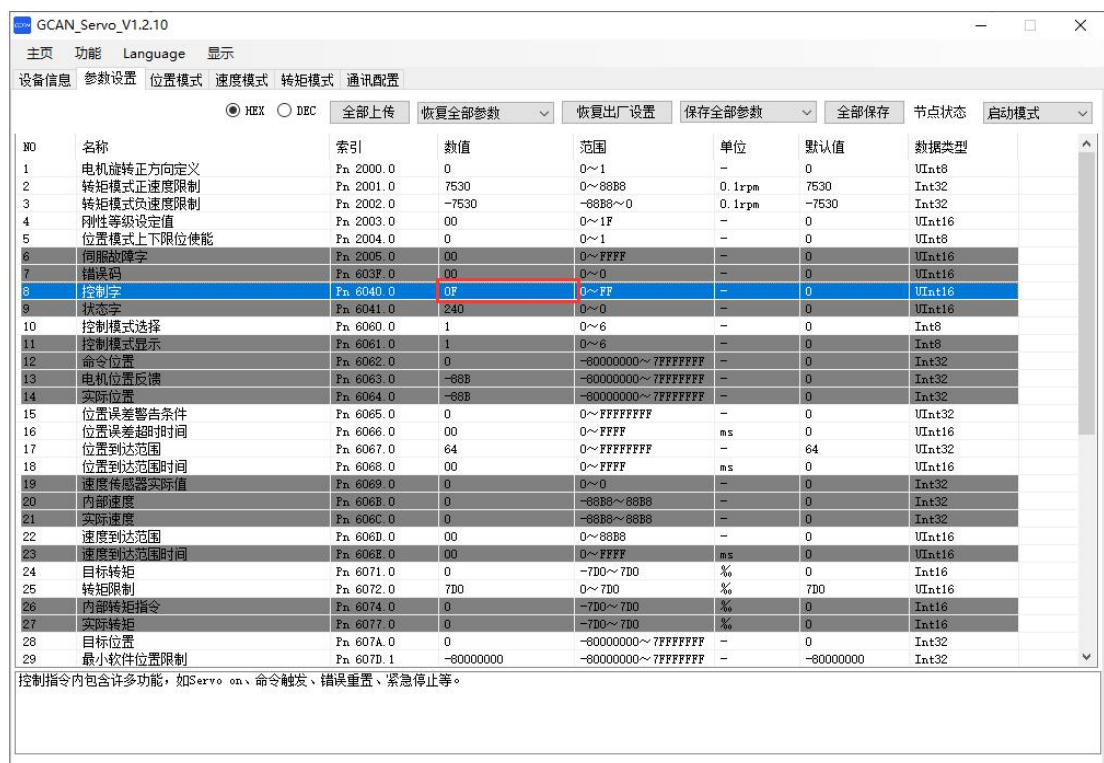 GCAN_Servo_V1.2.10
主页 功能 Language 显示
设备信息 参数设置 位置模式 速度模式 转矩模式 通讯配置
HEX DEC 全部上传 恢复全部参数 恢复出厂设置 保存全部参数 全部保存 节点状态 启动模式
NO 名称 索引 数值 范围 单位 默认值 数据类型
1 电机旋转正方向定义 Pn 2000.0 0 0~1 - 0 UInt8
2 转矩模式正速度限制 Pn 2001.0 7530 0~88B8 0.1rpm 7530 Int32
3 转矩模式负速度限制 Pn 2002.0 -7530 -88B8~0 0.1rpm -7530 Int32
4 刚性等级设定值 Pn 2003.0 00 0~1F - 0 UInt16
5 位置模式上下限位使能 Pn 2004.0 0 0~1 - 0 UInt8
6 伺服故障字 Pn 2005.0 00 0~FFFF - 0 UInt16
7 错误码 Pn 603F.0 00 0~0 - 0 UInt16
8 控制字 Pn 6040.0 0F 0~FF - 0 UInt16
9 状态字 Pn 6041.0 240 0~0 - 0 UInt16
10 控制模式选择 Pn 6060.0 1 0~6 - 0 Int8
11 控制模式显示 Pn 6061.0 1 0~6 - 0 Int8
12 命令位置 Pn 6062.0 0 -80000000~7FFFFFFF - 0 Int32
13 电机位置反馈 Pn 6063.0 -88B -80000000~7FFFFFFF - 0 Int32
14 实际位置 Pn 6064.0 -88B -80000000~7FFFFFFF - 0 Int32
15 位置误差警告条件 Pn 6065.0 0 0~FFFFFFFF - 0 UInt32
16 位置误差超时时间 Pn 6066.0 00 0~FFFF ms 0 UInt16
17 位置到达范围 Pn 6067.0 64 0~FFFFFFFF - 64 UInt32
18 位置到达范围时间 Pn 6068.0 00 0~FFFF ms 0 UInt16
19 速度传感器实际值 Pn 6069.0 0 0~0 - 0 Int32
20 内部速度 Pn 606B.0 0 -88B8~88B8 - 0 Int32
21 实际速度 Pn 606C.0 0 -88B8~88B8 - 0 Int32
22 速度到达范围 Pn 606D.0 00 0~88B8 - 0 UInt16
23 速度到达范围时间 Pn 606E.0 00 0~FFFF ms 0 UInt16
24 目标转矩 Pn 6071.0 0 -7D0~7D0 ‰ 0 Int16
25 转矩限制 Pn 6072.0 7D0 0~7D0 ‰ 7D0 UInt16
26 内部转矩指令 Pn 6074.0 0 -7D0~7D0 ‰ 0 Int16
27 实际转矩 Pn 6077.0 0 -7D0~7D0 ‰ 0 Int16
28 目标位置 Pn 607A.0 0 -80000000~7FFFFFFF - 0 Int32
29 最小软件位置限制 Pn 607D.1 -80000000 -80000000~7FFFFFFF - -80000000 Int32
控制指令内包含许多功能，如Servo on、命令触发、错误重置、紧急停止等。